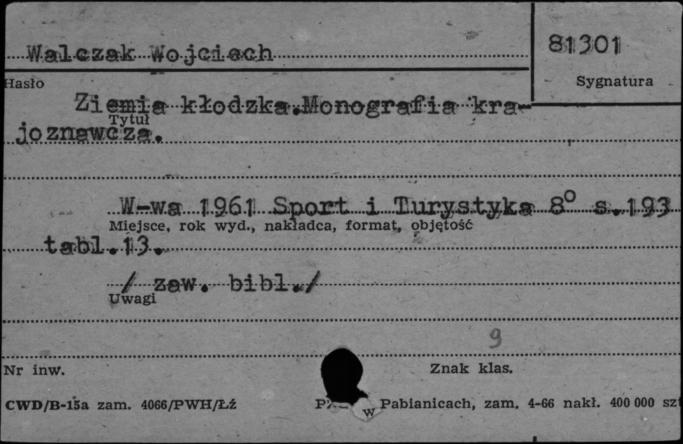 Walczak Wojciech
81301
Hasło
Sygnatura
Ziemia kłodzka.Monografia kra-
Tytuł
joznawcza.
W-wa 1961 Sport i Turystyka 8° s.193
Miejsce, rok wyd., nakładca, format, objętość
tabl.13.
/ zaw. bibl./
Uwagi
9
Nr inw.
Znak klas.
CWD/B-15a zam. 4066/PWH/Łź
w Pabianicach, zam. 4-66 nakł. 400 000 szt